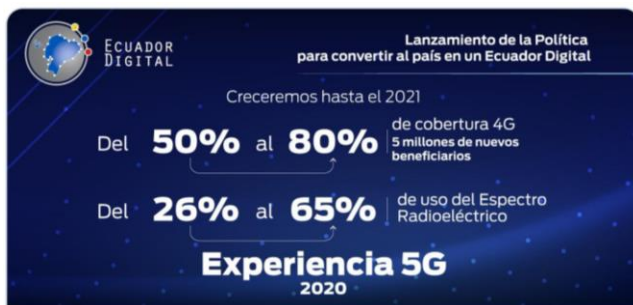 ECUADOR
DIGITAL
Lanzamiento de la Política
para convertir al país en un Ecuador Digital
Creceremos hasta el 2021
Del 50% al 80% de cobertura 4G
5 millones de nuevos
beneficiarios
Del 26% al 65% de uso del Espectro
Radioeléctrico
Experiencia 5G
2020